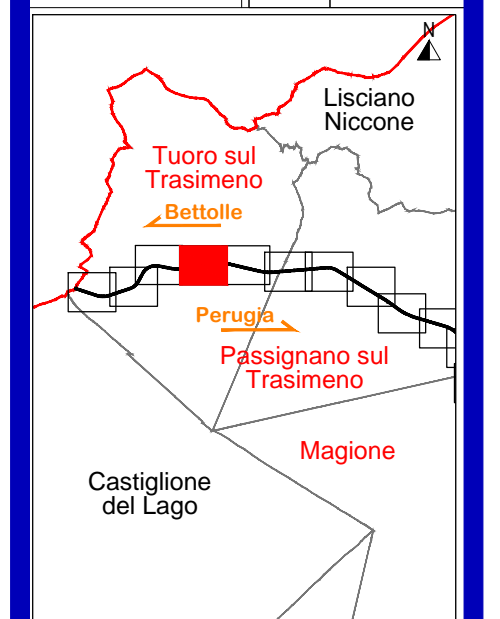 N
Lisciano
Niccone
Tuoro sul
Trasimeno
Bettolle
Perugia
Passignano sul
Trasimeno
Magione
Castiglione
del Lago